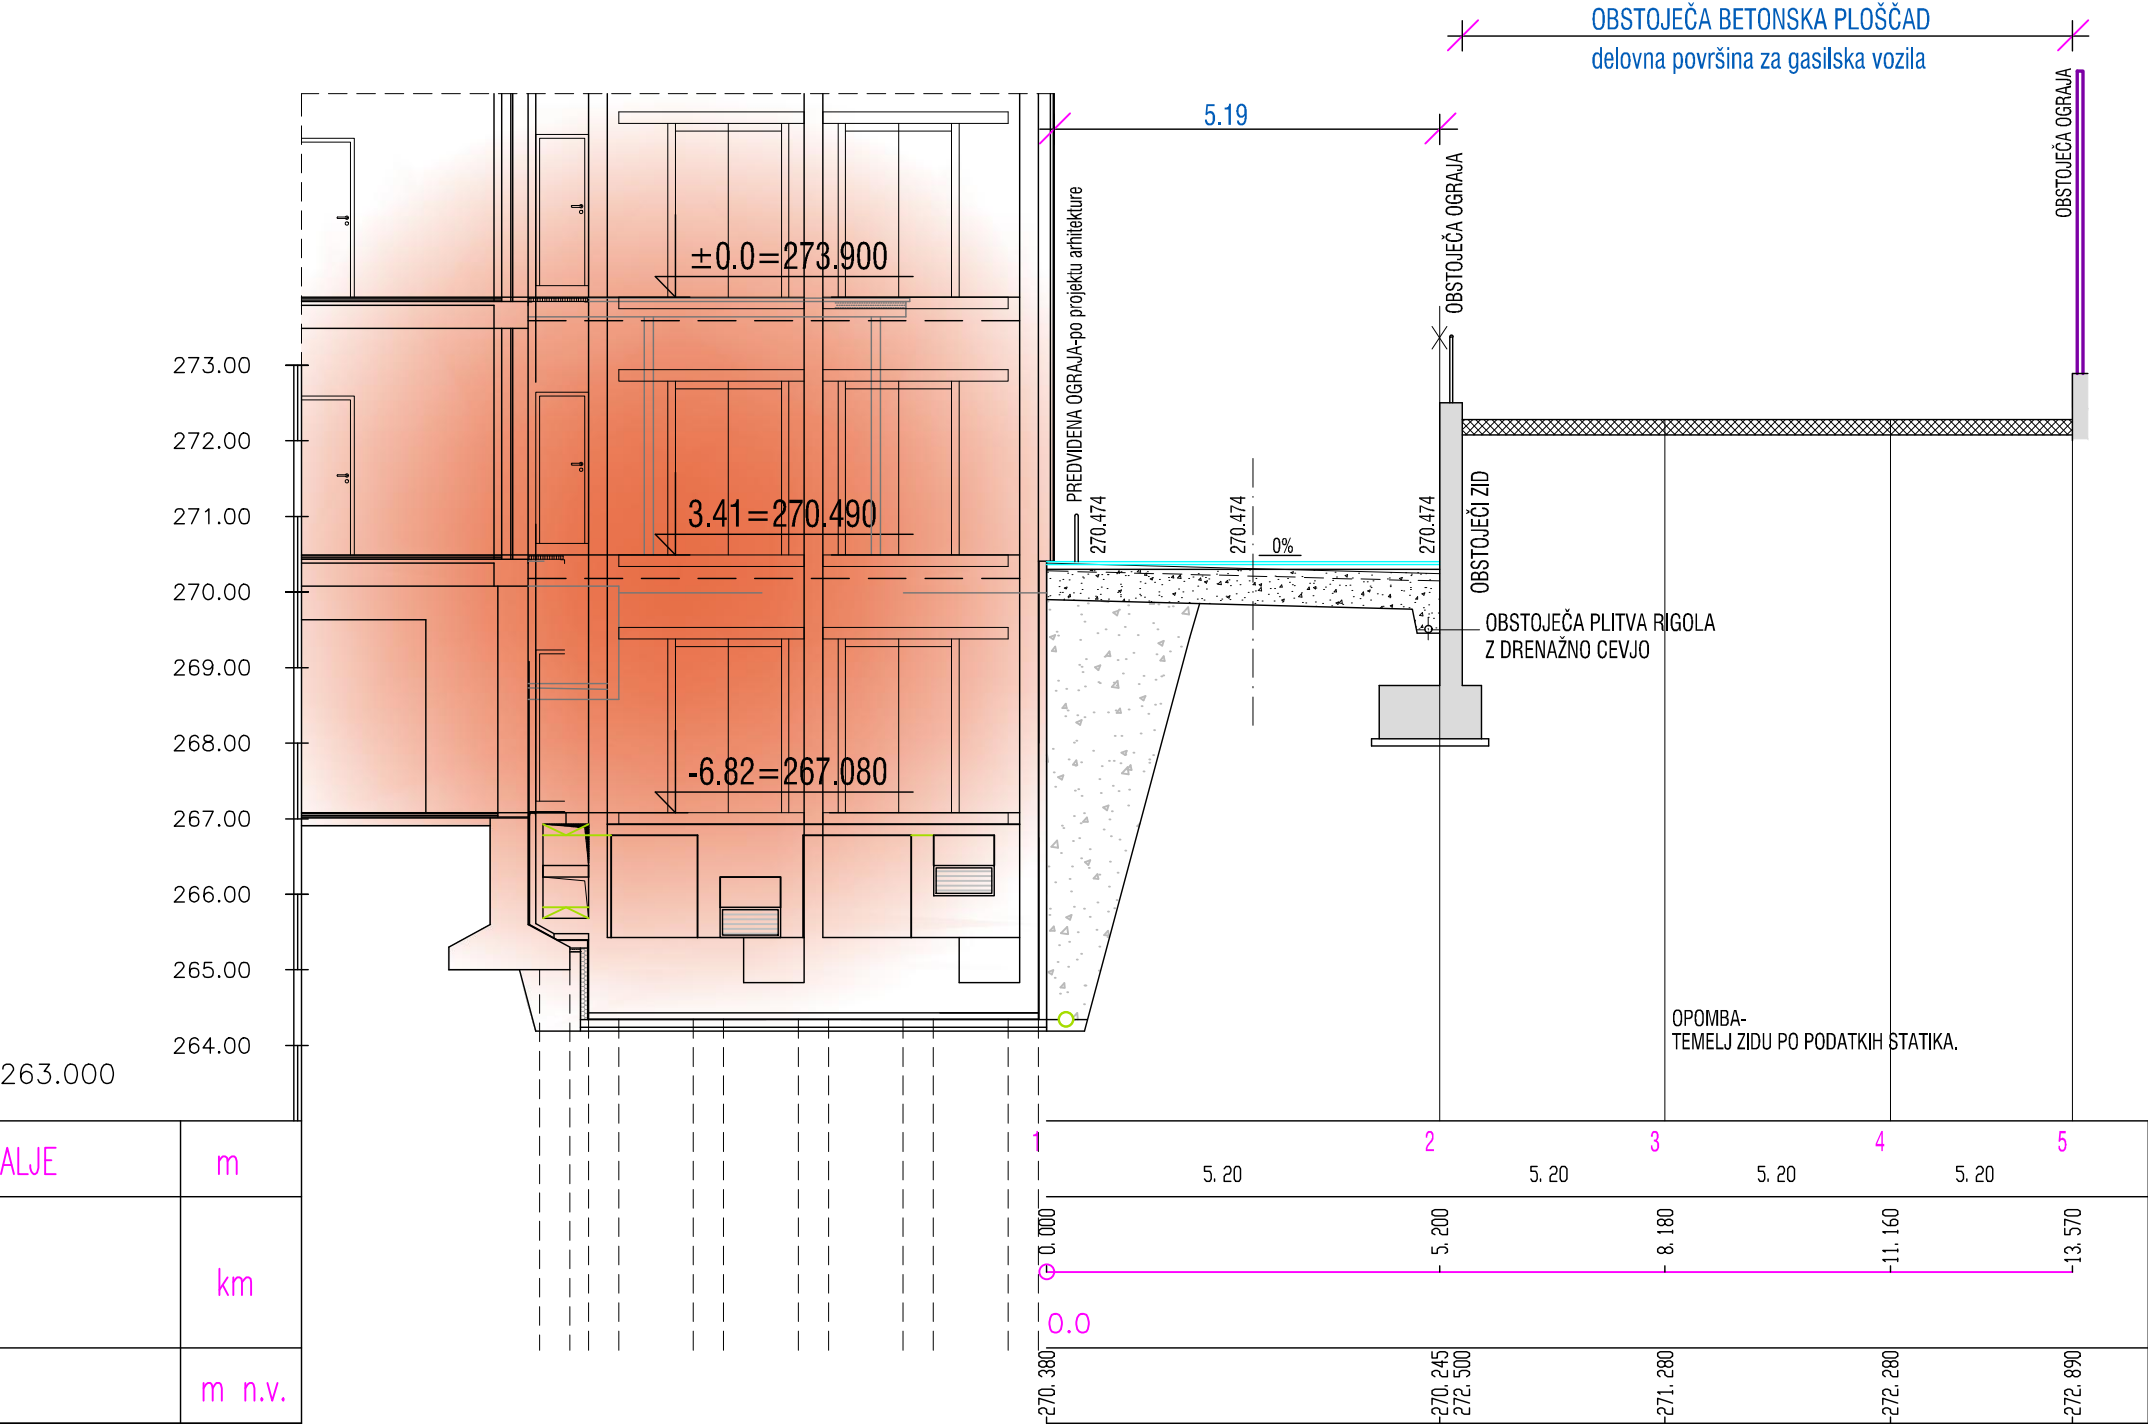 OBSTOJEČA BETONSKA PLOŠČAD
delovna površina za gasilska vozila
5.19
OBSTOJEČA OGRAJA
OBSTOJEČA OGRAJA
PREDVIDENA OGRAJA-po projektu arhitekture
±0.0=273.900
3.41=270.490
-6.82=267.080
273.00
272.00
271.00
270.00
269.00
268.00
267.00
266.00
265.00
264.00
263.000
270.474
270.474
0%
270.474
OBSTOJEČI ZID
OBSTOJEČA PLITVA RIGOLA
Z DRENAŽNO CEVJO
OPOMBA-
TEMELJ ZIDU PO PODATKIH STATIKA.
ALJE
m
1
2
3
4
5
5.20
5.20
5.20
5.20
km
0.000
5.200
8.180
11.160
13.570
0.0
m n.v.
270.380
270.245
272.500
271.280
272.280
272.890